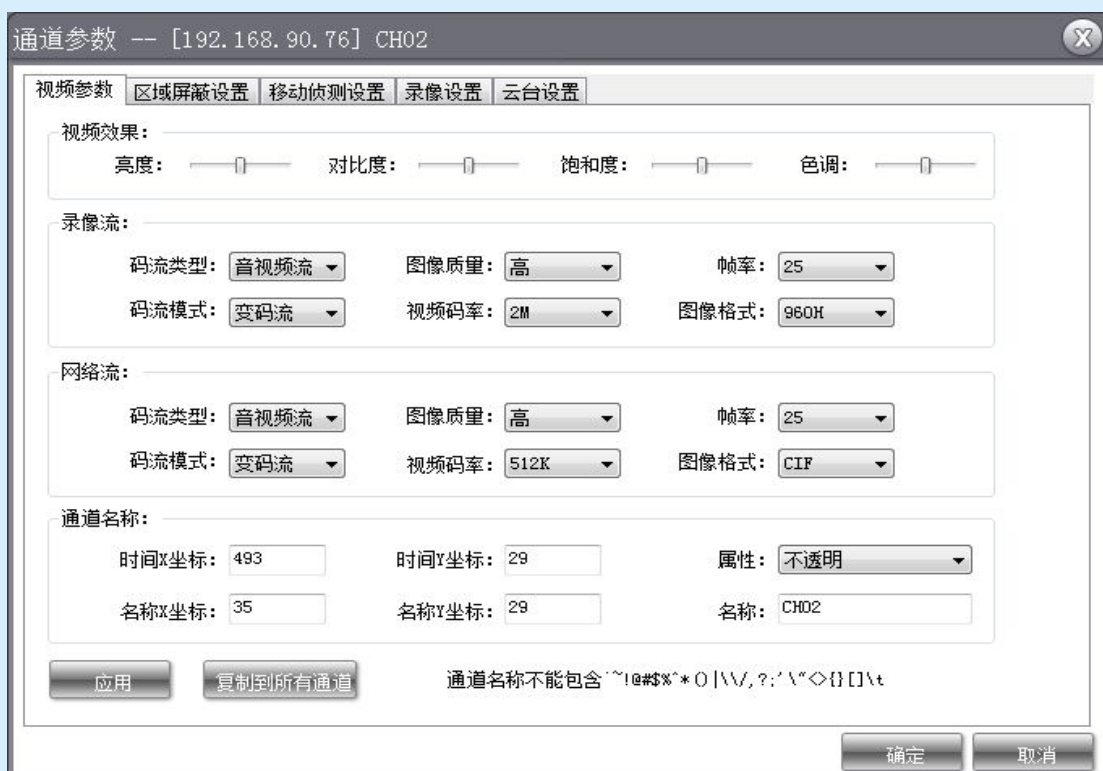 通道参数 -- [192.168.90.76] CH02
视频参数 区域屏蔽设置 移动侦测设置 录像设置 云台设置
视频效果:
亮度: 对比度: 饱和度: 色调:
录像流:
码流类型: 音视频流 图像质量: 高 帧率: 25
码流模式: 变码流 视频码率: 2M 图像格式: 960H
网络流:
码流类型: 音视频流 图像质量: 高 帧率: 25
码流模式: 变码流 视频码率: 512K 图像格式: CIF
通道名称:
时间X坐标: 493 时间Y坐标: 29 属性: 不透明
名称X坐标: 35 名称Y坐标: 29 名称: CH02
应用 复制到所有通道 通道名称不能包含`~!@#$%^*()|\\/,?;'\"<>{}[]\t
确定 取消